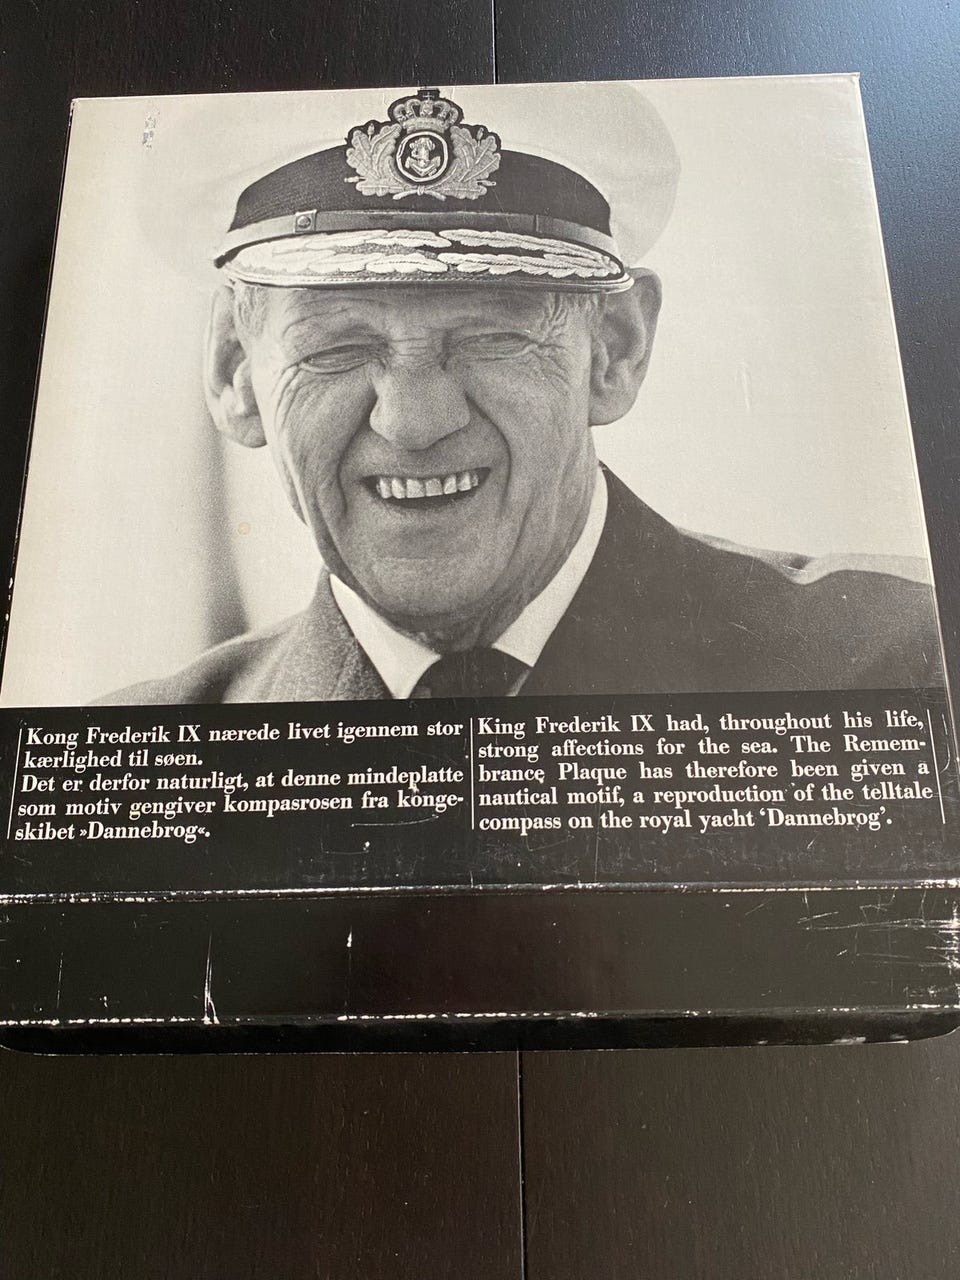 Kong Frederik IX nærede livet igennem stor
kærlighed til søen.
Det er derfor naturligt, at denne mindeplatte
som motiv gengiver kompasrosen fra konge-
skibet »Dannebrog«.
King Frederik IX had, throughout his life,
strong affections for the sea. The Remem-
brance Plaque has therefore been given a
nautical motif, a reproduction of the telltale
compass on the royal yacht ‘Dannebrog’.